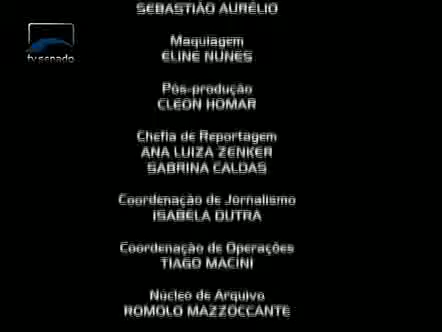 SEBASTIÃO AURÉLIO
tv senado
Maquiagem
ELINE NUNES
Pós-produção
CLEON HOMAR
Chefia de Reportagem
ANA LUIZA ZENKER
SABRINA CALDAS
Coordenação de Jornalismo
ISABELA DUTRA
Coordenação de Operações
TIAGO MACINI
Núcleo de Arquivo
ROMOLO MAZZOCCANTE